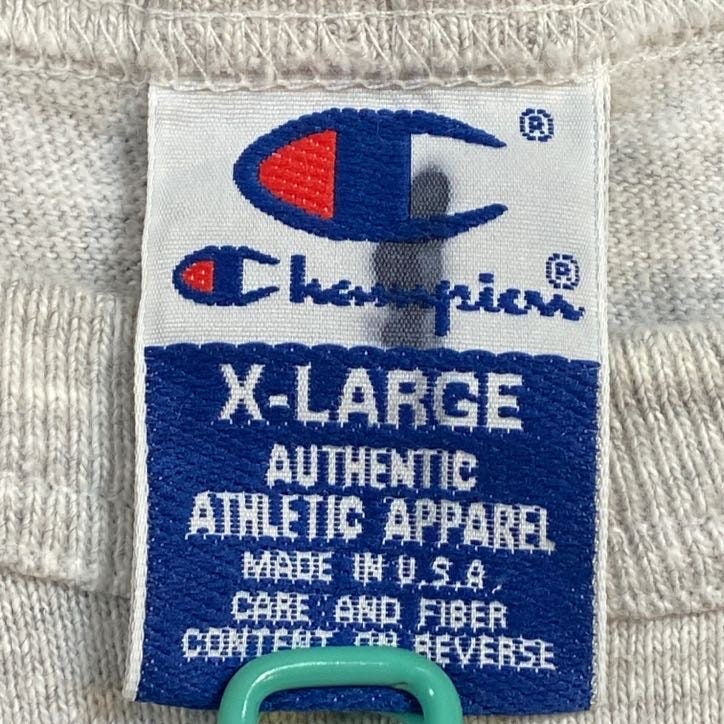 ®
Champion®
X-LARGE
AUTHENTIC
ATHLETIC APPAREL
MADE IN U.S.A.
CARE AND FIBER
CONTENT ON REVERSE